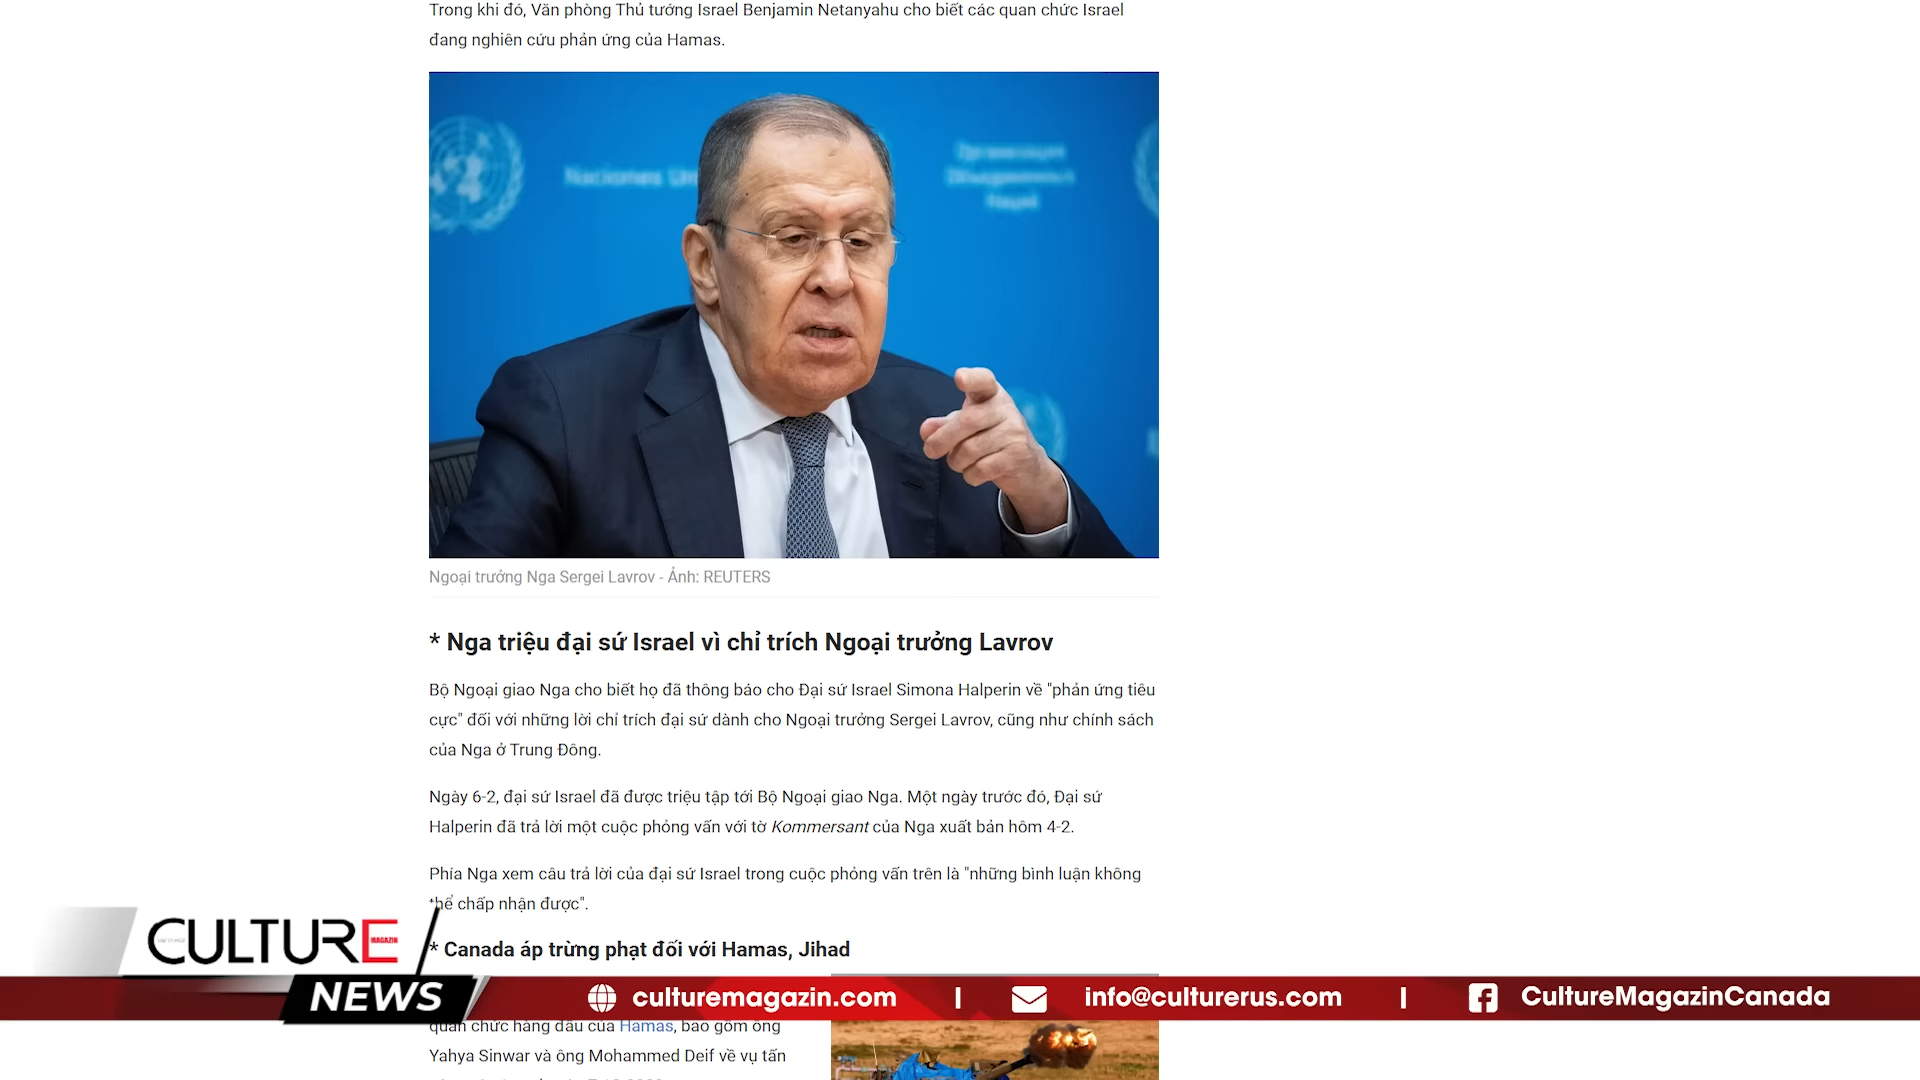 Trong khi đó, Văn phòng Thủ tướng Israel Benjamin Netanyahu cho biết các quan chức Israel
đang nghiên cứu phản ứng của Hamas.
Naciones Un
Организация
Объединенных
Наций
Ngoại trưởng Nga Sergei Lavrov - Ảnh: REUTERS
* Nga triệu đại sứ Israel vì chỉ trích Ngoại trưởng Lavrov
Bộ Ngoại giao Nga cho biết họ đã thông báo cho Đại sứ Israel Simona Halperin về "phản ứng tiêu
cực" đối với những lời chỉ trích đại sứ dành cho Ngoại trưởng Sergei Lavrov, cũng như chính sách
của Nga ở Trung Đông.
Ngày 6-2, đại sứ Israel đã được triệu tập tới Bộ Ngoại giao Nga. Một ngày trước đó, Đại sứ
Halperin đã trả lời một cuộc phỏng vấn với tờ Kommersant của Nga xuất bản hôm 4-2.
Phía Nga xem câu trả lời của đại sứ Israel trong cuộc phỏng vấn trên là "những bình luận không
thể chấp nhận được".
* Canada áp trừng phạt đối với Hamas, Jihad
CULTURE MAGAZIN
NEWS
culturemagazin.com | info@culturerus.com | CultureMagazinCanada
quan chức hàng đầu của Hamas, bao gồm ông
Yahya Sinwar và ông Mohammed Deif về vụ tấn